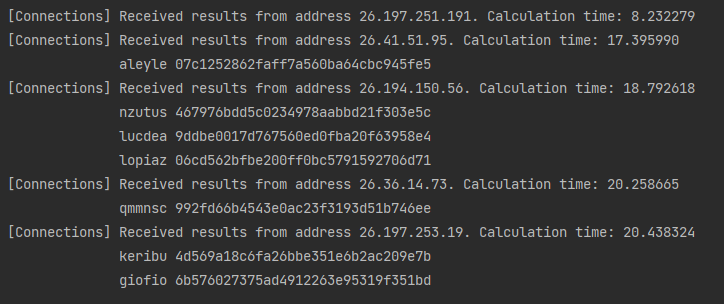 [Connections] Received results from address 26.197.251.191. Calculation time: 8.232279
[Connections] Received results from address 26.41.51.95. Calculation time: 17.395990
aleyle 07c1252862faff7a560ba64cbc945fe5
[Connections] Received results from address 26.194.150.56. Calculation time: 18.792618
nzutus 467976bdd5c0234978aabbd21f303e5c
lucdea 9ddbe0017d767560ed0fba20f63958e4
lopiaz 06cd562bfbe200ff0bc5791592706d71
[Connections] Received results from address 26.36.14.73. Calculation time: 20.258665
qmmnsc 992fd66b4543e0ac23f3193d51b746ee
[Connections] Received results from address 26.197.253.19. Calculation time: 20.438324
keribu 4d569a18c6fa26bbe351e6b2ac209e7b
giofio 6b576027375ad4912263e95319f351bd